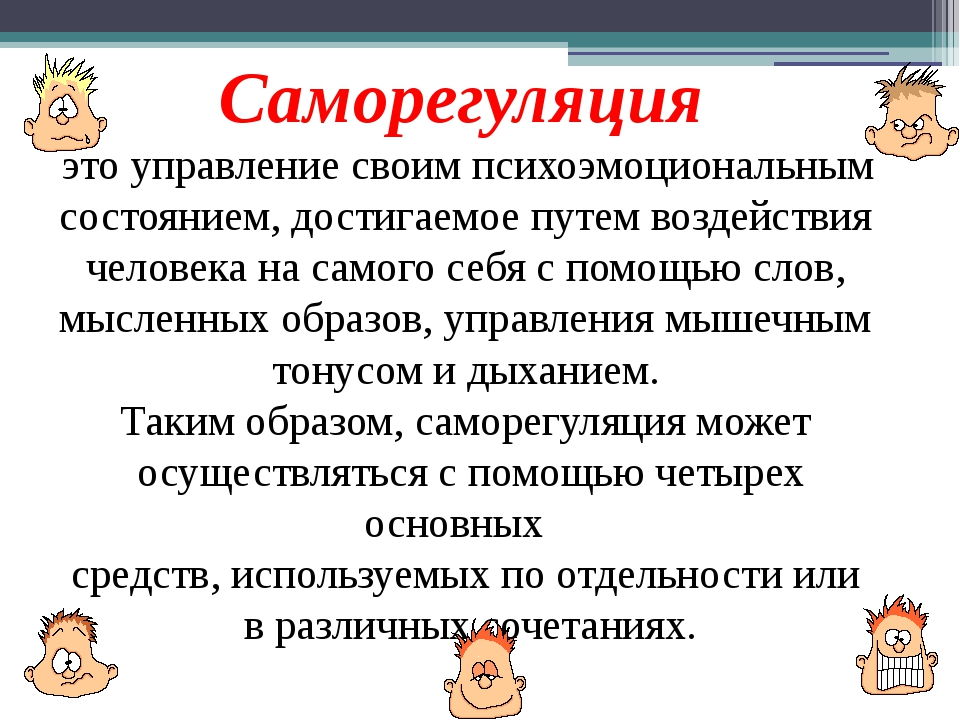 Саморегуляция
это управление своим психоэмоциональным
состоянием, достигаемое путем воздействия
человека на самого себя с помощью слов,
мысленных образов, управления мышечным
тонусом и дыханием.
Таким образом, саморегуляция может
осуществляться с помощью четырех
основных
средств, используемых по отдельности или
в различных сочетаниях.